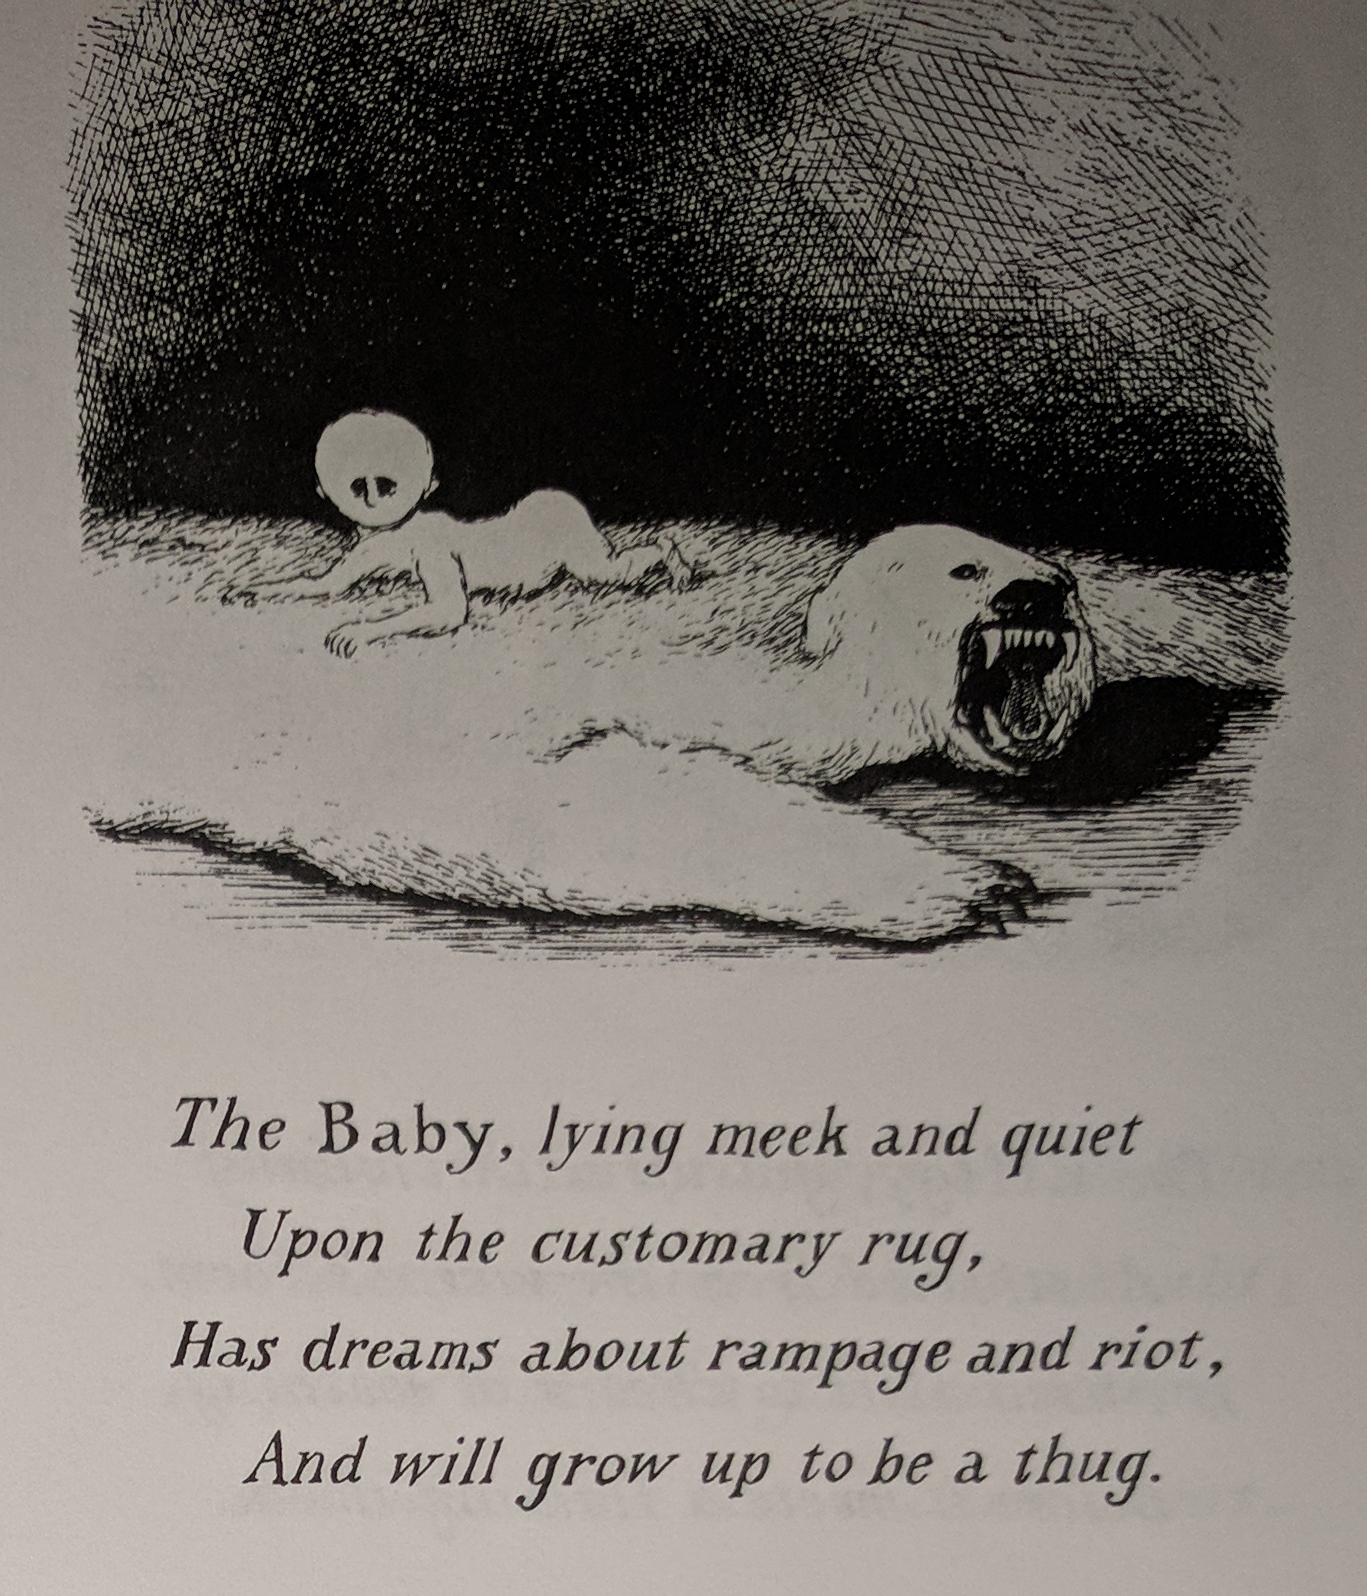 The Baby, lying meek and quiet
Upon the customary rug,
Has dreams about rampage and riot,
And will grow up to be a thug.